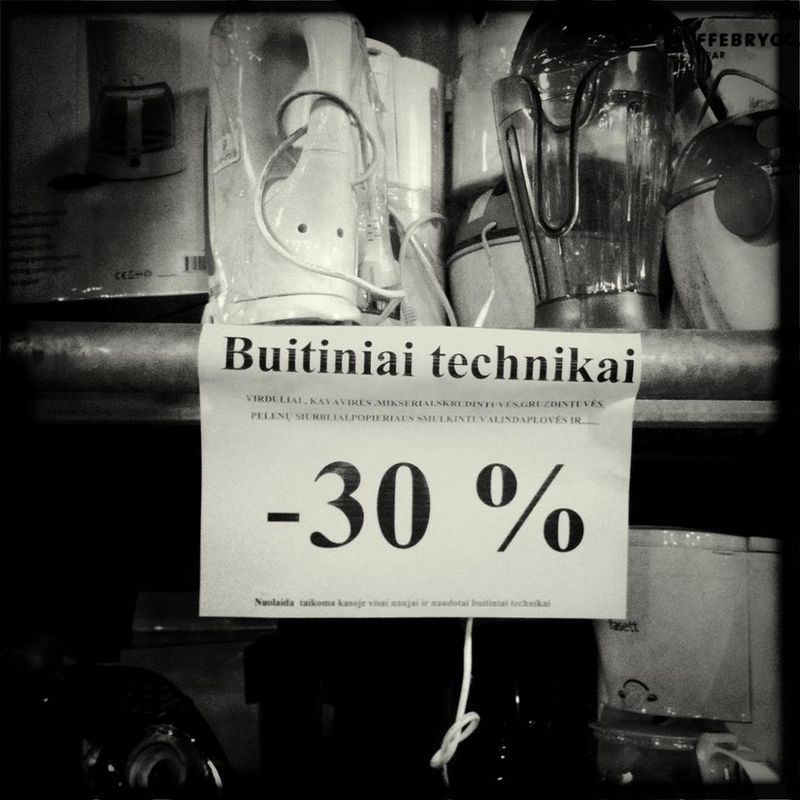 FFEBRYGG
Buitiniai technikai
VIRDULIAI , KAVAVIRĖS ,MIKSERIAI,SKRUDINTUVĖS,GRUZDINTUVĖS,
PELENŲ SIURBLIAI,POPIERIAUS SMULKINTUVAI,INDAPLOVĖS IR......
-30 %
Nuolaida taikoma kasoje visai naujai ir naudotai buitiniai technikai
fasett